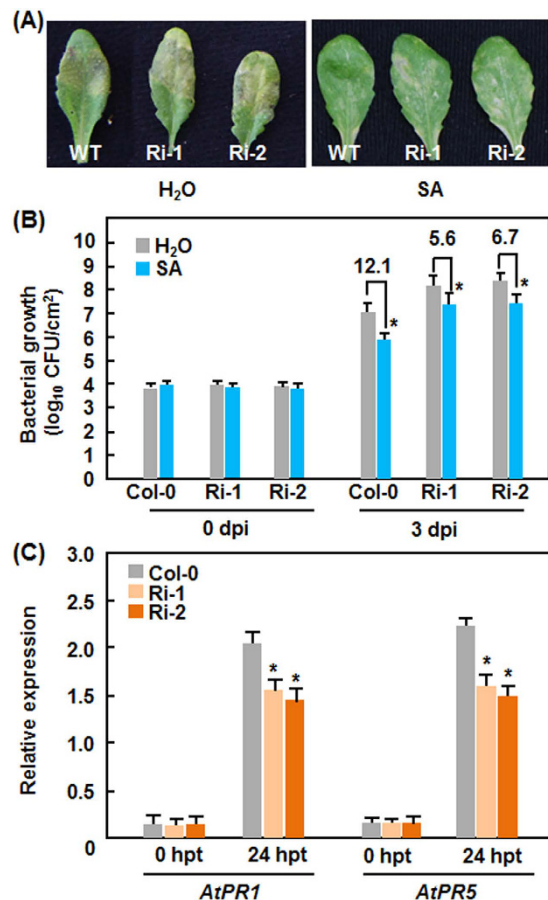 (A)
WT Ri-1 Ri-2 WT Ri-1 Ri-2
H₂O SA
(B)
10
9
8
7
6
5
4
3
2
1
0
Bacterial growth
(log₁₀ CFU/cm²)
H₂O
SA
12.1 5.6 6.7
* * *
Col-0 Ri-1 Ri-2 Col-0 Ri-1 Ri-2
0 dpi 3 dpi
(C)
3.0
2.5
2.0
1.5
1.0
0.5
0
Relative expression
Col-0
Ri-1
Ri-2
* * * *
0 hpt 24 hpt 0 hpt 24 hpt
AtPR1 AtPR5